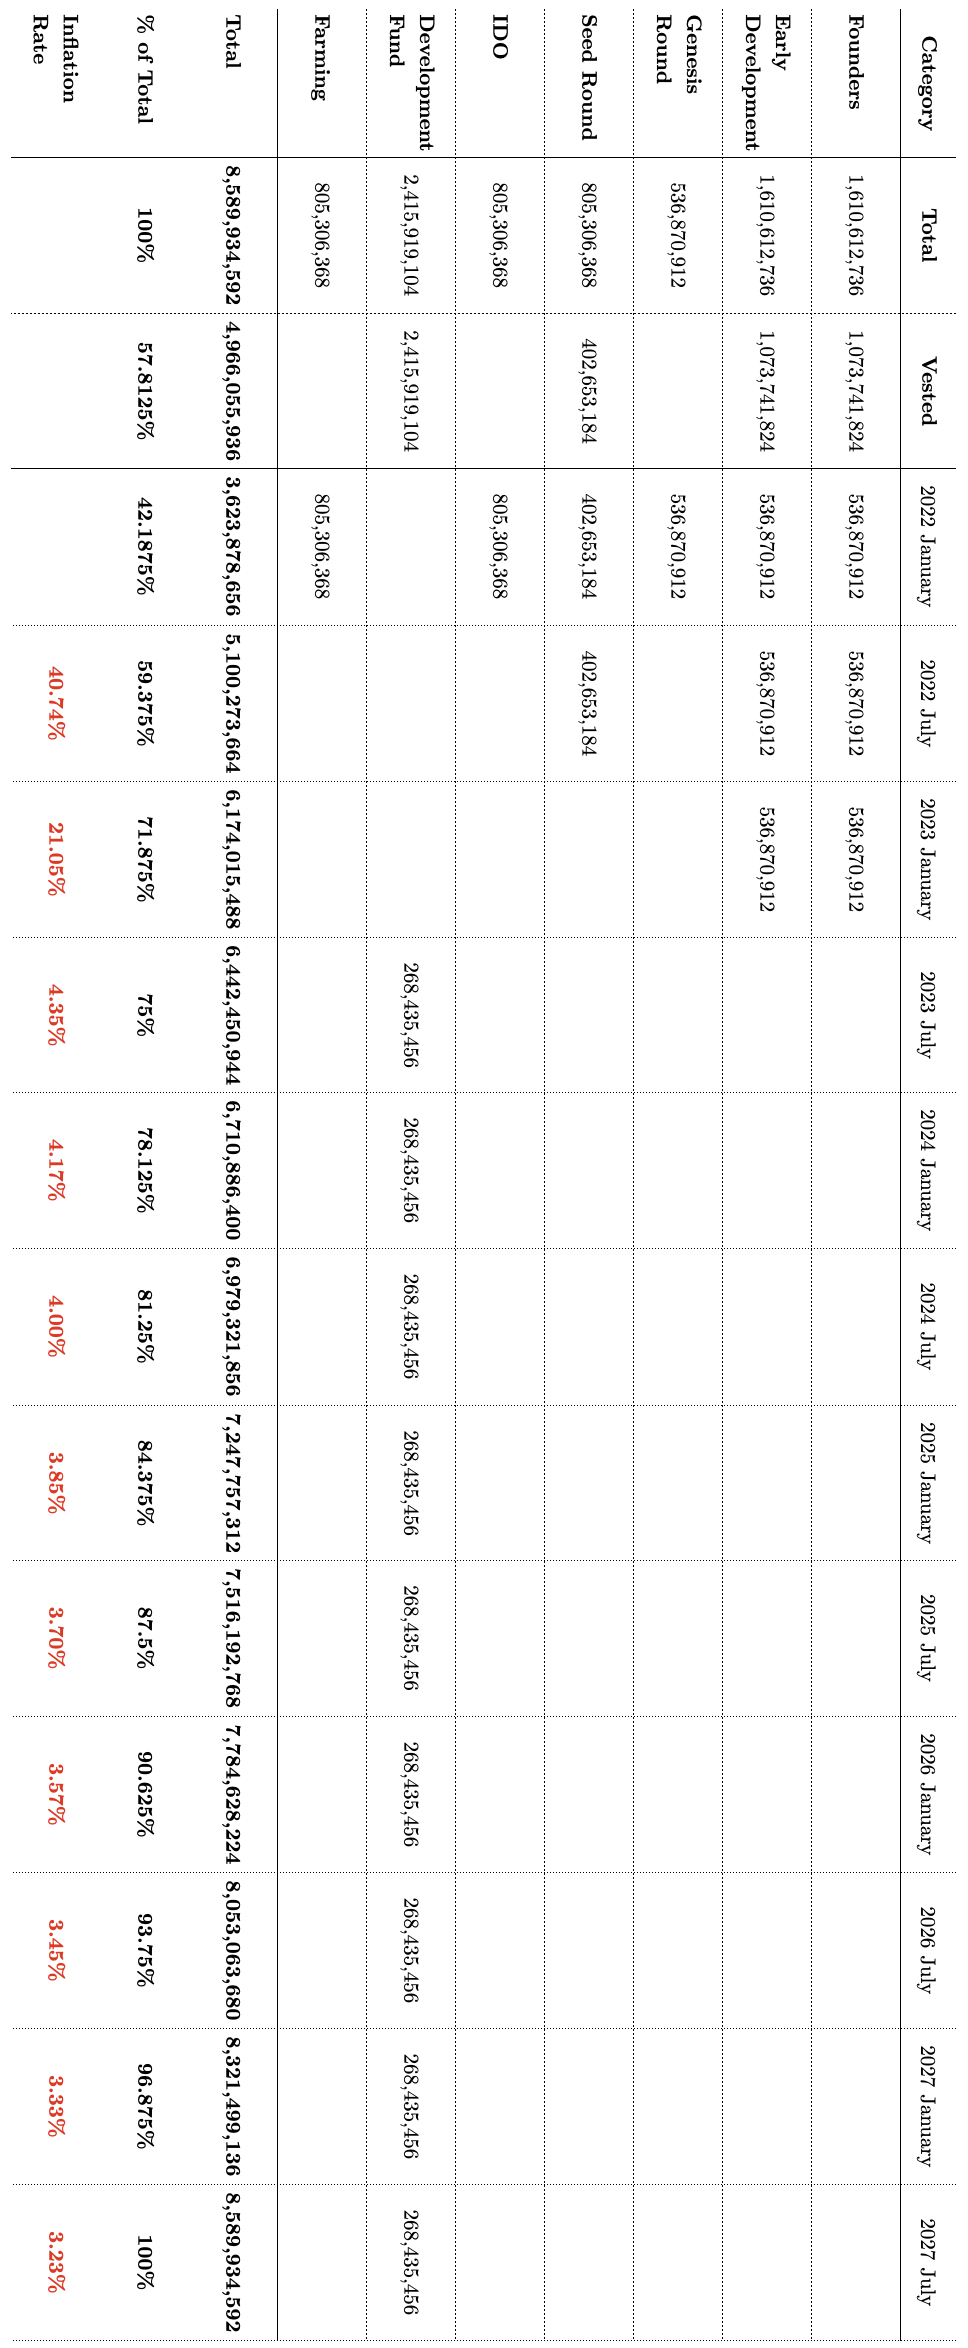 Category Total Vested 2022 January 2022 July 2023 January 2023 July 2024 January 2024 July 2025 January 2025 July 2026 January 2026 July 2027 January 2027 July
Founders 1,610,612,736 1,073,741,824 536,870,912 536,870,912 536,870,912
Early
Development 1,610,612,736 1,073,741,824 536,870,912 536,870,912 536,870,912
Genesis
Round 536,870,912 536,870,912
Seed Round 805,306,368 402,653,184 402,653,184 402,653,184
IDO 805,306,368 805,306,368
Development
Fund 2,415,919,104 2,415,919,104 268,435,456 268,435,456 268,435,456 268,435,456 268,435,456 268,435,456 268,435,456 268,435,456 268,435,456
Farming 805,306,368 805,306,368
Total 8,589,934,592 4,966,055,936 3,623,878,656 5,100,273,664 6,174,015,488 6,442,450,944 6,710,886,400 6,979,321,856 7,247,757,312 7,516,192,768 7,784,628,224 8,053,063,680 8,321,499,136 8,589,934,592
% of Total 100% 57.8125% 42.1875% 59.375% 71.875% 75% 78.125% 81.25% 84.375% 87.5% 90.625% 93.75% 96.875% 100%
Inflation
Rate 40.74% 21.05% 4.35% 4.17% 4.00% 3.85% 3.70% 3.57% 3.45% 3.33% 3.23%